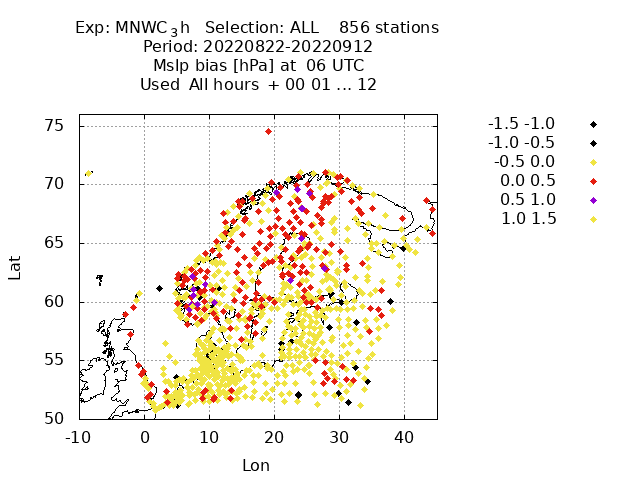 Exp: MNWC_3h Selection: ALL 856 stations
Period: 20220822-20220912
Mslp bias [hPa] at 06 UTC
Used All hours + 00 01 ... 12
75
70
65
60
55
50
-10 0 10 20 30 40
Lat
Lon
-1.5 -1.0
-1.0 -0.5
-0.5 0.0
0.0 0.5
0.5 1.0
1.0 1.5